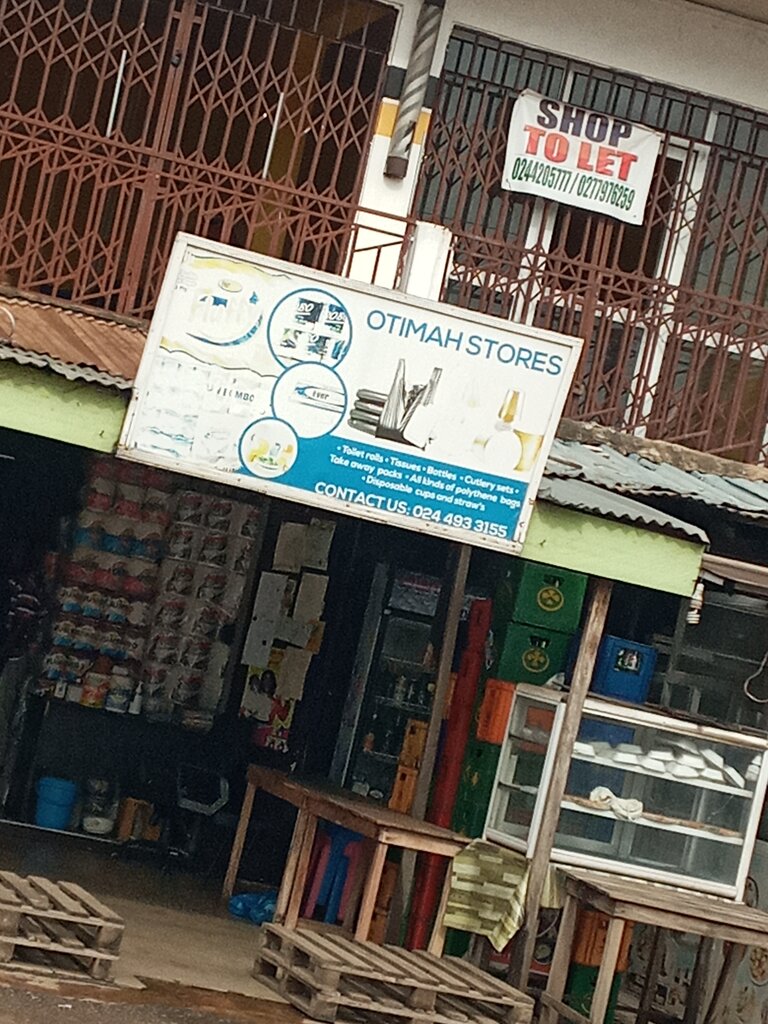 SHOP
TO LET
0244205777 / 0277976259
OTIMAH STORES
Ever
• Toilet rolls • Tissues • Bottles • Cutlery sets •
Take away packs • All kinds of polythene bags
• Disposable cups and straw's
CONTACT US: 024 493 3155